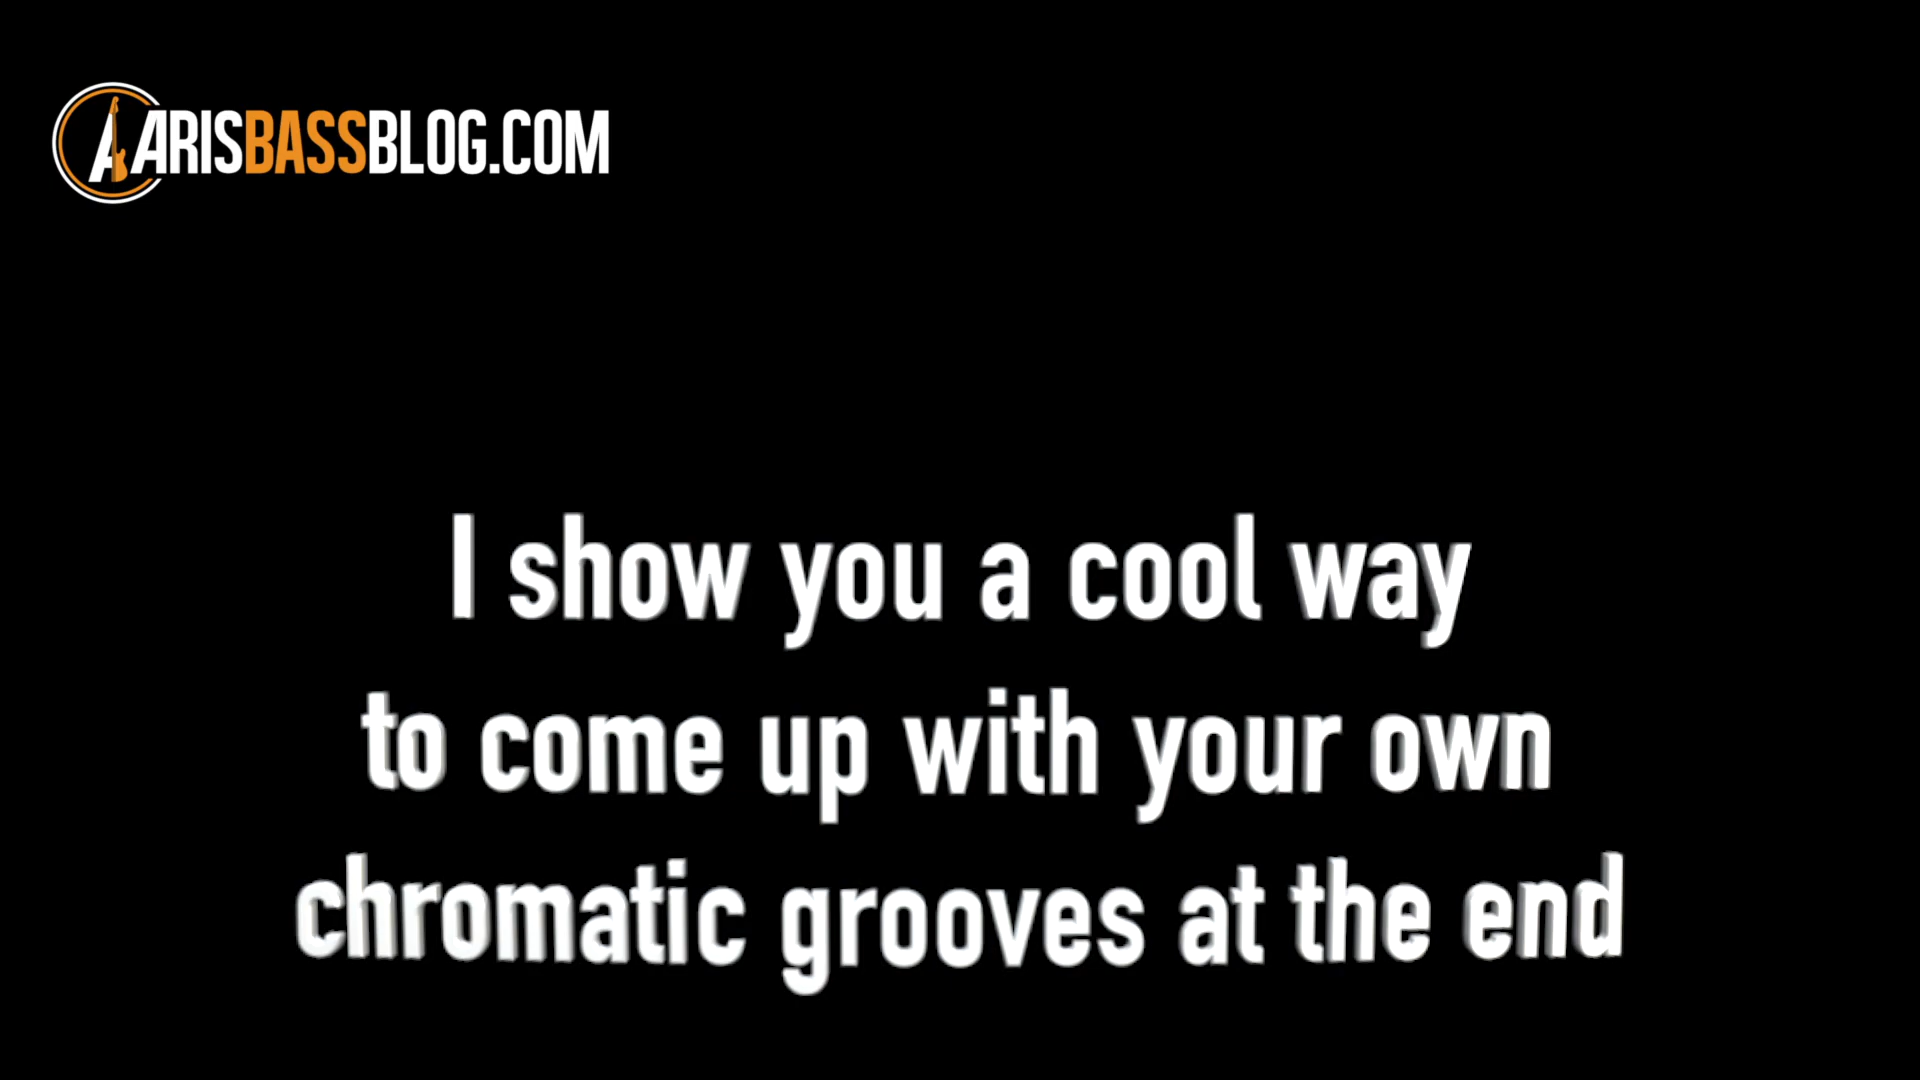 ARISBASSBLOG.COM
I show you a cool way
to come up with your own
chromatic grooves at the end